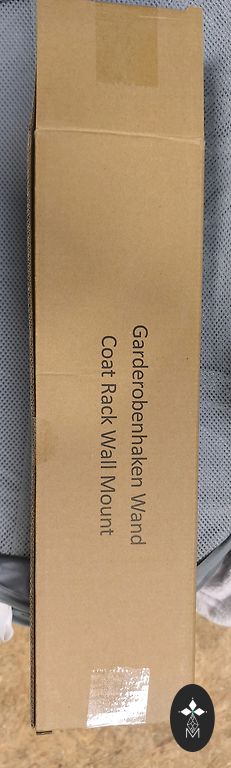 Garderobenhaken Wand
Coat Rack Wall Mount
M